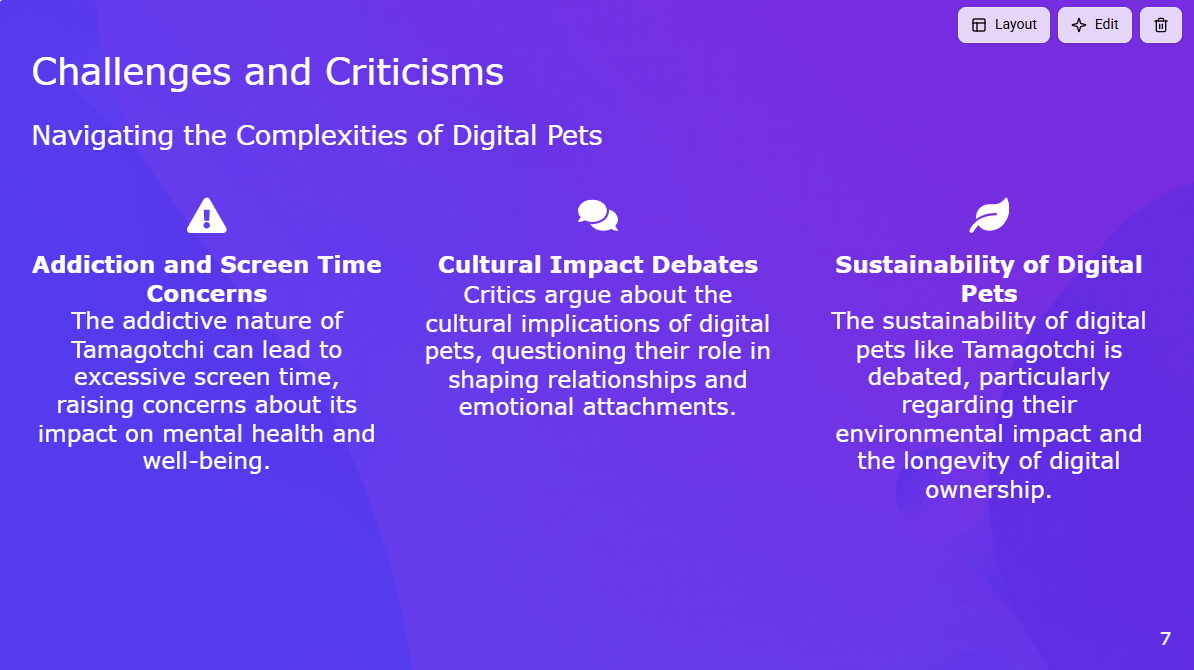 Layout
Edit
Challenges and Criticisms
Navigating the Complexities of Digital Pets
Addiction and Screen Time
Concerns
The addictive nature of
Tamagotchi can lead to
excessive screen time,
raising concerns about its
impact on mental health and
well-being.
Cultural Impact Debates
Critics argue about the
cultural implications of digital
pets, questioning their role in
shaping relationships and
emotional attachments.
Sustainability of Digital
Pets
The sustainability of digital
pets like Tamagotchi is
debated, particularly
regarding their
environmental impact and
the longevity of digital
ownership.
7